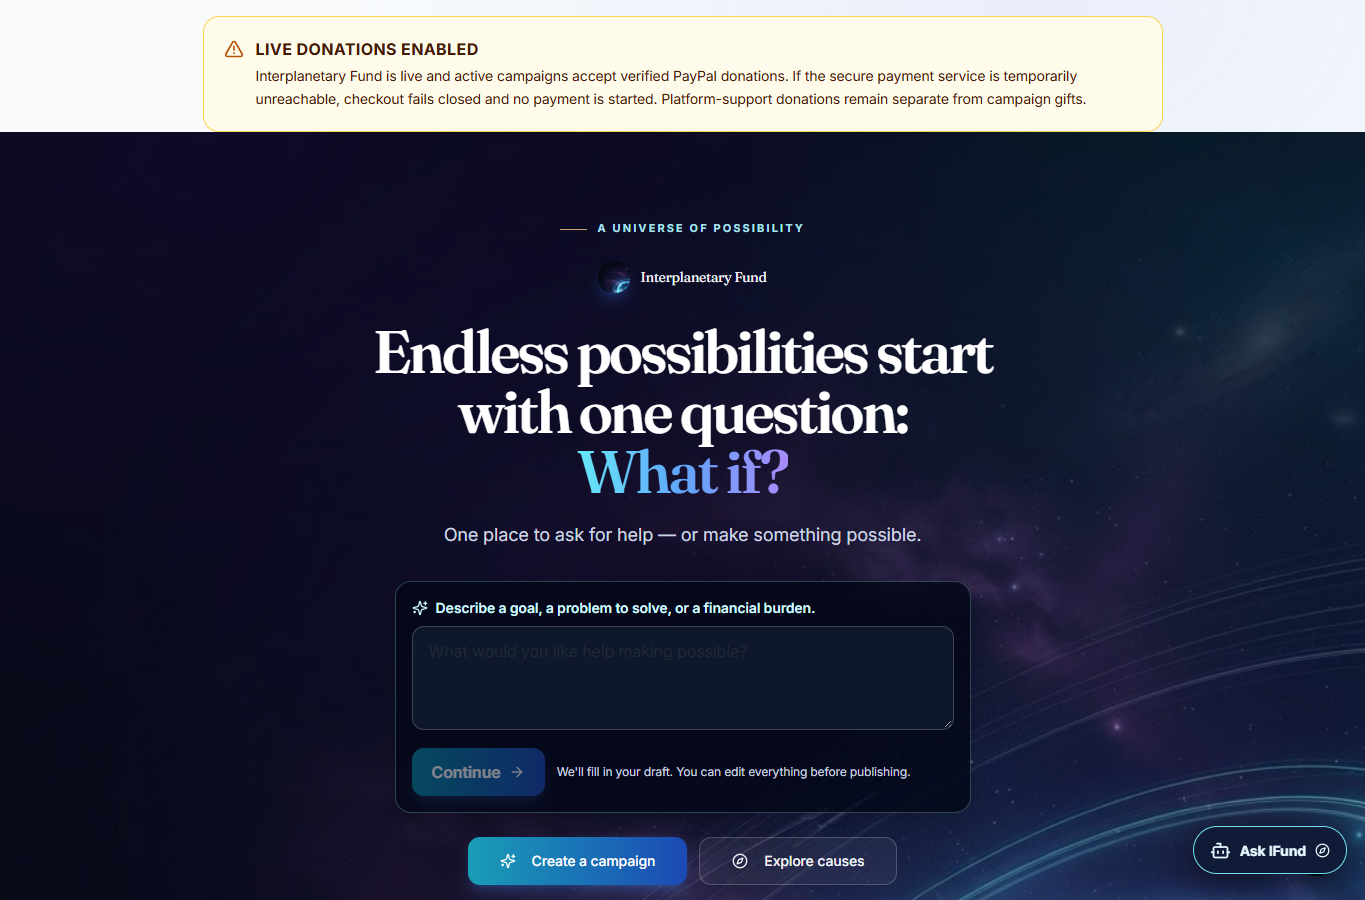 LIVE DONATIONS ENABLED
Interplanetary Fund is live and active campaigns accept verified PayPal donations. If the secure payment service is temporarily
unreachable, checkout fails closed and no payment is started. Platform-support donations remain separate from campaign gifts.
A UNIVERSE OF POSSIBILITY
Interplanetary Fund
Endless possibilities start
with one question:
What if?
One place to ask for help — or make something possible.
Describe a goal, a problem to solve, or a financial burden.
What would you like help making possible?
Continue
We'll fill in your draft. You can edit everything before publishing.
Create a campaign
Explore causes
Ask IFund